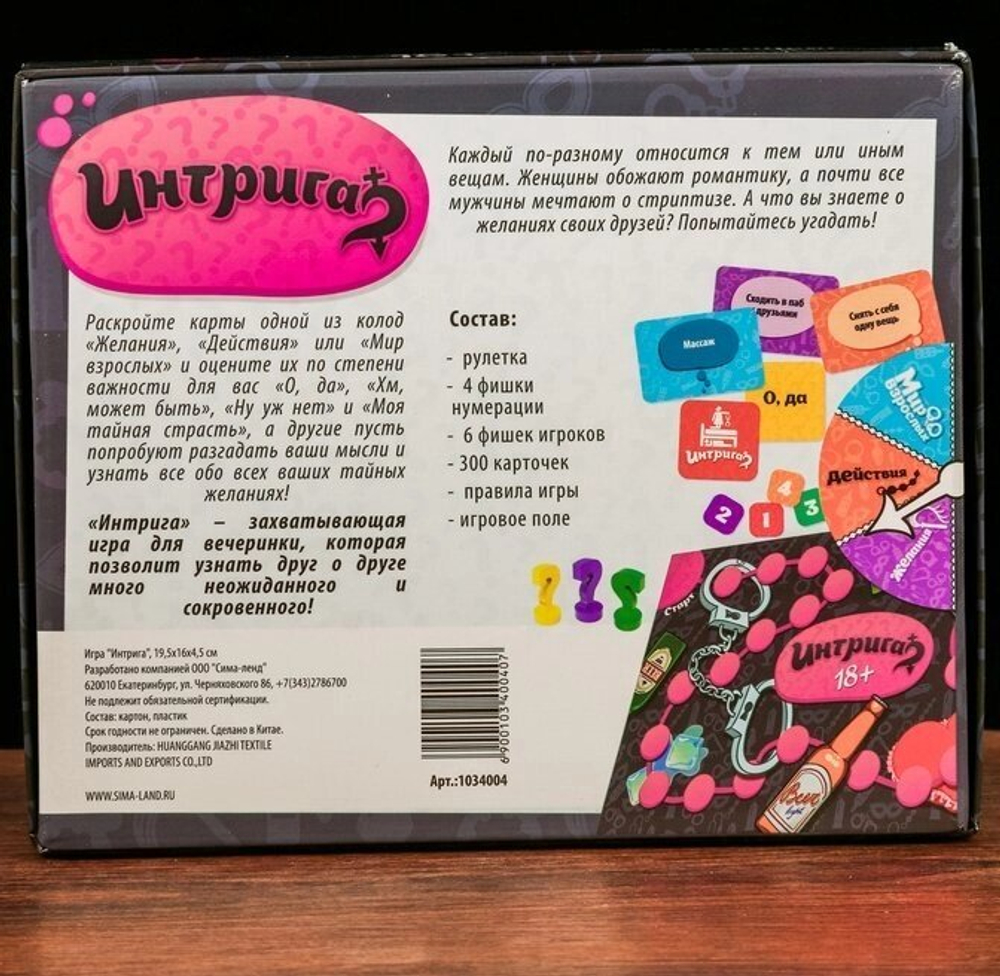 Интрига
Каждый по-разному относится к тем или иным
вещам. Женщины обожают романтику, а почти все
мужчины мечтают о стриптизе. А что вы знаете о
желаниях своих друзей? Попытайтесь угадать!
Раскройте карты одной из колод
«Желания», «Действия» или «Мир
взрослых» и оцените их по степени
важности для вас «О, да», «Хм,
может быть», «Ну уж нет» и «Моя
тайная страсть», а другие пусть
попробуют разгадать ваши мысли и
узнать все обо всех ваших тайных
желаниях!
«Интрига» – захватывающая
игра для вечеринки, которая
позволит узнать друг о друге
много неожиданного и
сокровенного!
Состав:
- рулетка
- 4 фишки
нумерации
- 6 фишек игроков
- 300 карточек
- правила игры
- игровое поле
Сходить в паб
друзьями
Снять с себя
одну вещь
Массаж
О, да
Интрига
Мир
взрослых
Действия
Желания
4
2 1 3
Старт
Интрига
18+
Beer
light
Игра "Интрига", 19,5х16х4,5 см
Разработано компанией ООО "Сима-ленд"
620010 Екатеринбург, ул. Черняховского 86, +7(343)2786700
Не подлежит обязательной сертификации.
Состав: картон, пластик
Срок годности не ограничен. Сделано в Китае.
Производитель: HUANGGANG JIAZHI TEXTILE
IMPORTS AND EXPORTS CO.,LTD
WWW.SIMA-LAND.RU
6 900103 400407
Арт.:1034004